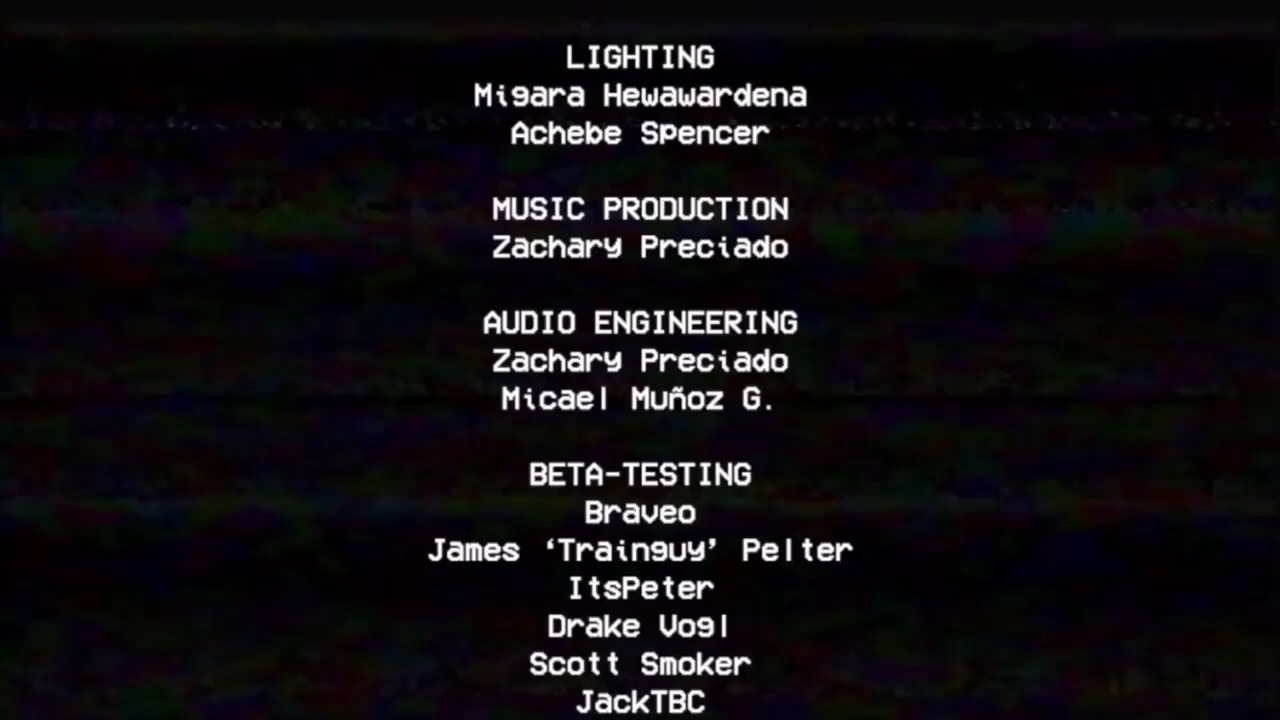 LIGHTING
Migara Hewawardena
Achebe Spencer
MUSIC PRODUCTION
Zachary Preciado
AUDIO ENGINEERING
Zachary Preciado
Micael Muñoz G.
BETA-TESTING
Braveo
James ‘Trainguy’ Pelter
ItsPeter
Drake Vogl
Scott Smoker
JackTBC